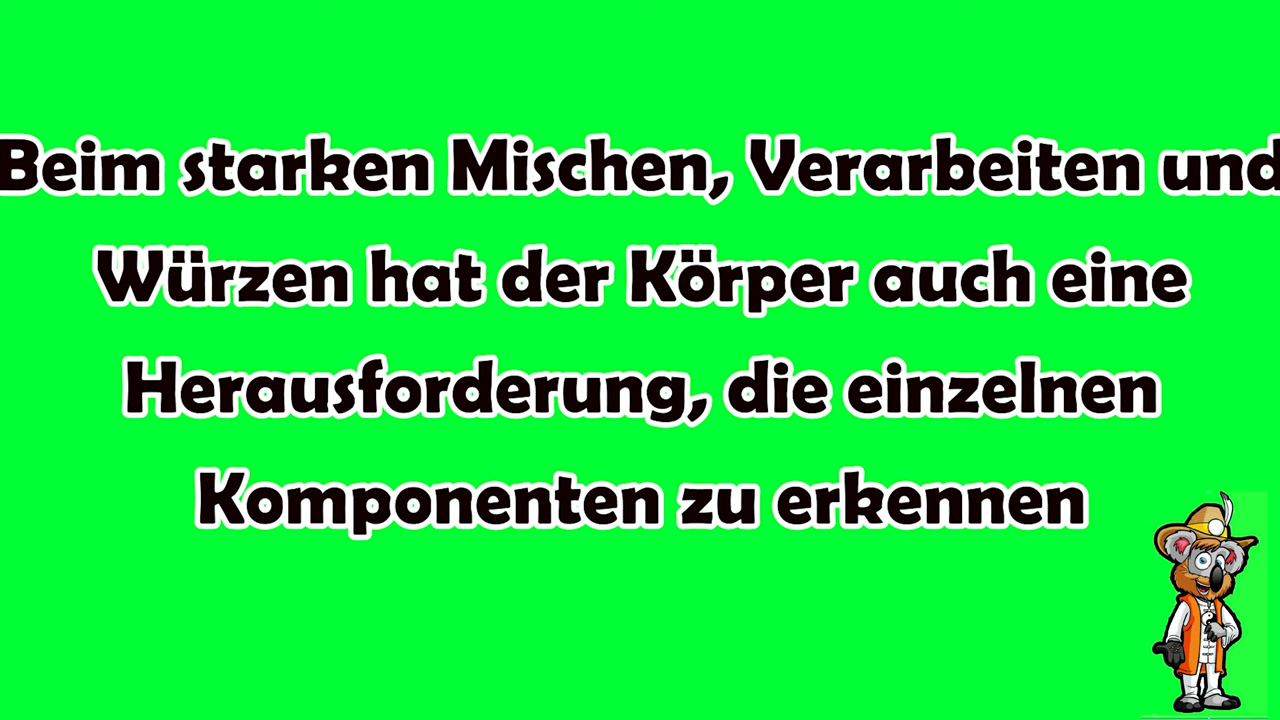 Beim starken Mischen, Verarbeiten und
Würzen hat der Körper auch eine
Herausforderung, die einzelnen
Komponenten zu erkennen